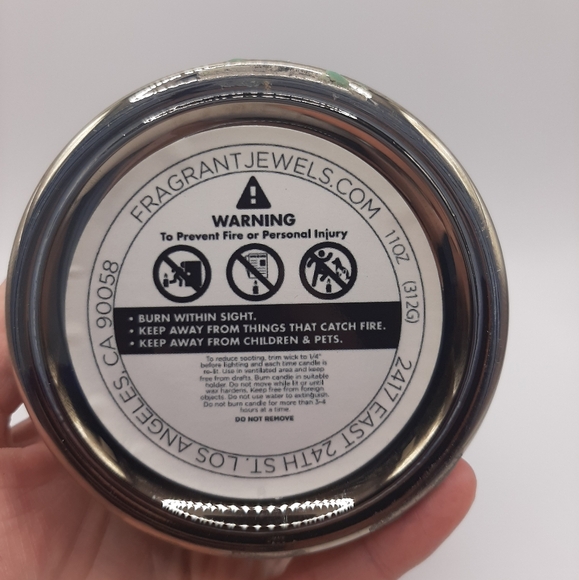 FRAGRANTJEWELS.COM
11OZ (312G)
2417 EAST 24TH ST. LOS ANGELES, CA 90058
WARNING
To Prevent Fire or Personal Injury
• BURN WITHIN SIGHT.
• KEEP AWAY FROM THINGS THAT CATCH FIRE.
• KEEP AWAY FROM CHILDREN & PETS.
To reduce sooting, trim wick to 1/4"
before lighting and each time candle is
re-lit. Use in ventilated area and keep
free from drafts. Burn candle in suitable
holder. Do not move while lit or until
wax hardens. Keep free from foreign
objects. Do not use water to extinguish.
Do not burn candle for more than 3-4
hours at a time.
DO NOT REMOVE